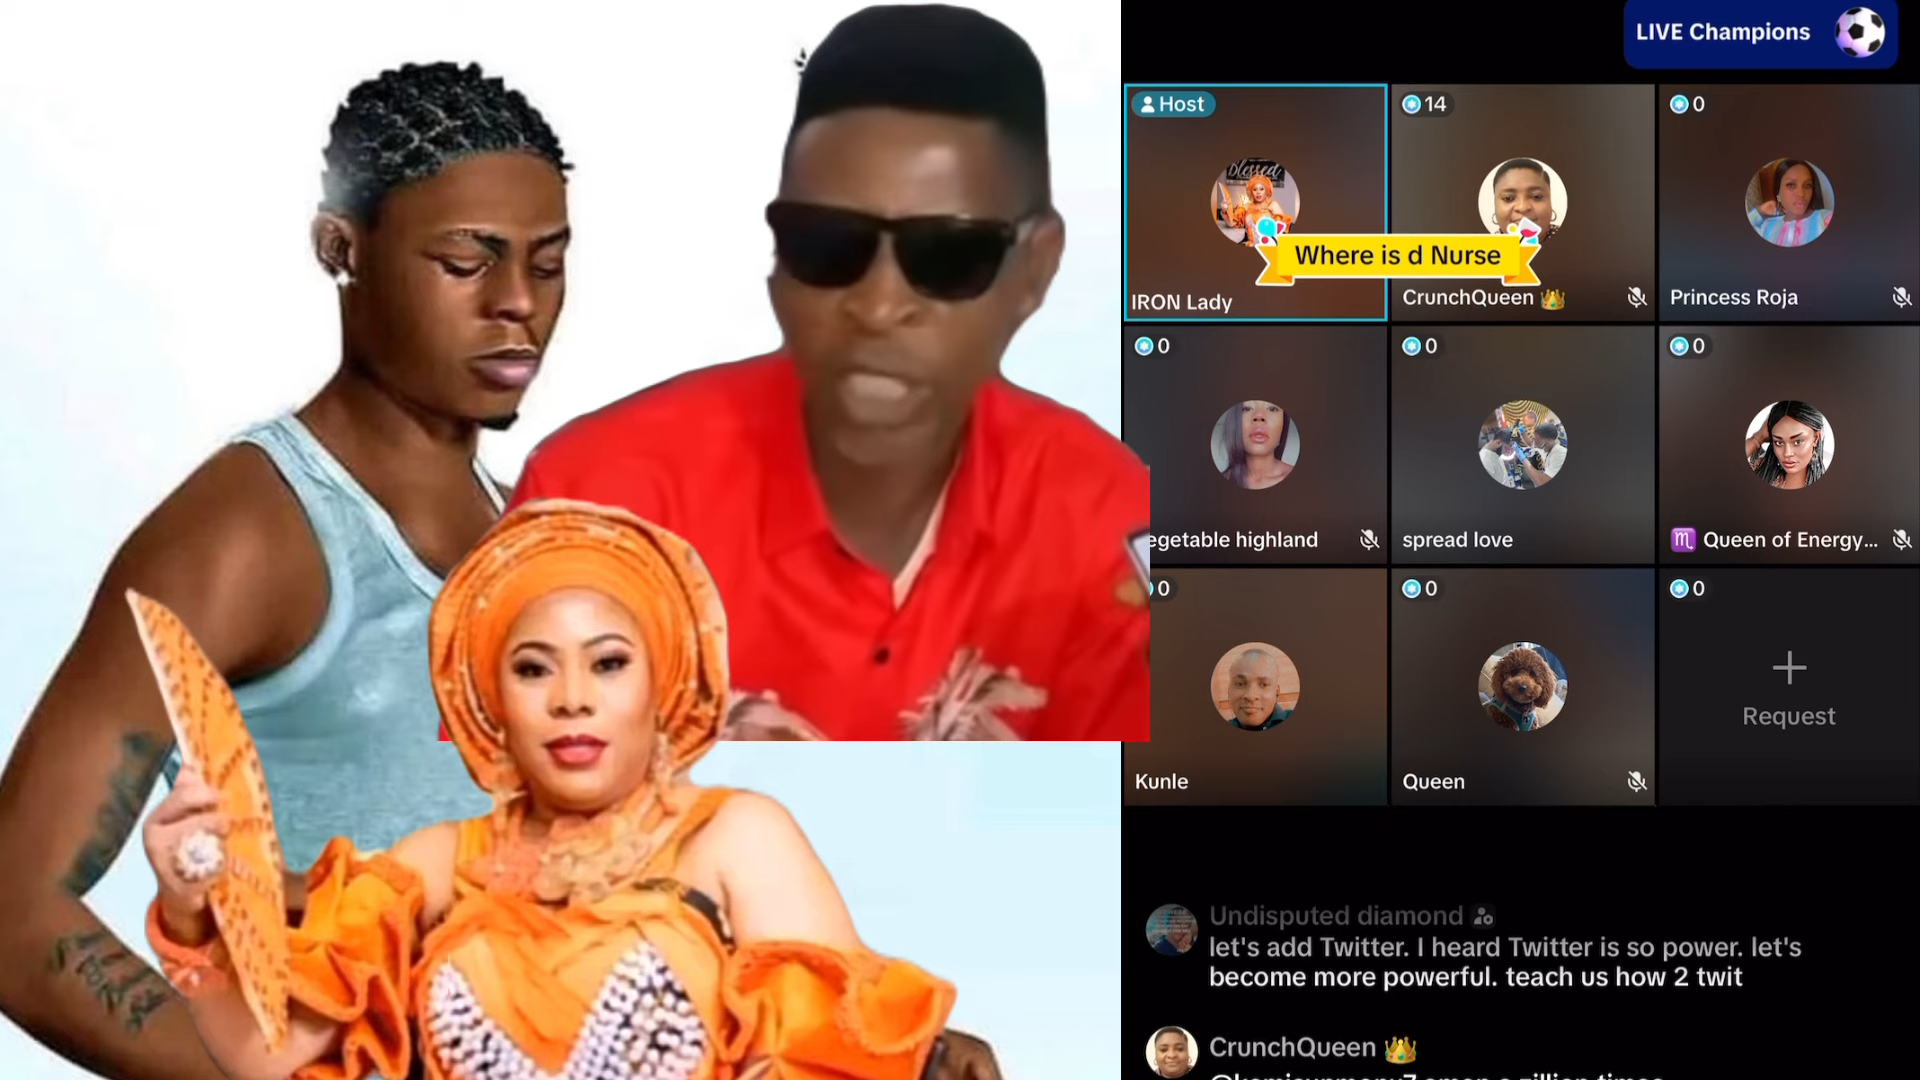 LIVE Champions
Host
14
0
Blessed
Where is d Nurse
IRON Lady
CrunchQueen
Princess Roja
0
0
0
egetable highland
spread love
Queen of Energy...
0
0
0
Request
Kunle
Queen
Undisputed diamond
let's add Twitter. I heard Twitter is so power. let's
become more powerful. teach us how 2 twit
CrunchQueen